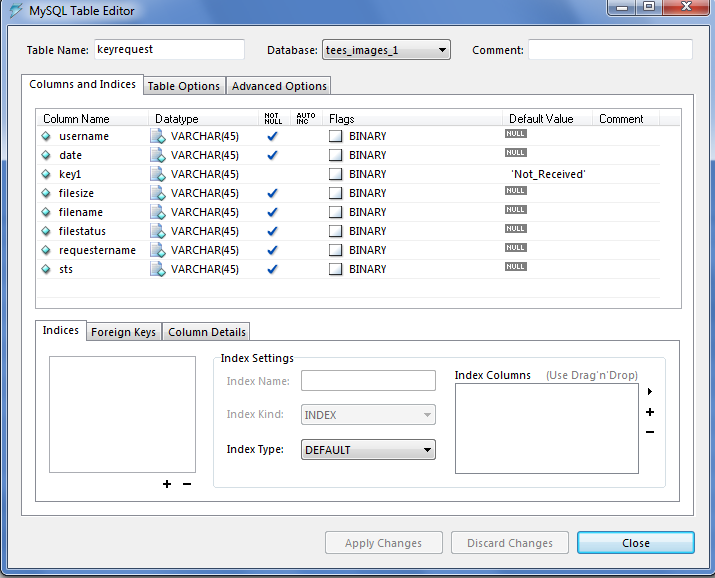 MySQL Table Editor
Table Name: keyrequest Database: tees_images_1 Comment:
Columns and Indices Table Options Advanced Options
Column Name Datatype NOT NULL AUTO INC Flags Default Value Comment
username VARCHAR(45) BINARY NULL
date VARCHAR(45) BINARY NULL
key1 VARCHAR(45) BINARY 'Not_Received'
filesize VARCHAR(45) BINARY NULL
filename VARCHAR(45) BINARY NULL
filestatus VARCHAR(45) BINARY NULL
requestername VARCHAR(45) BINARY NULL
sts VARCHAR(45) BINARY NULL
Indices Foreign Keys Column Details
Index Settings
Index Name:
Index Kind: INDEX
Index Type: DEFAULT
Index Columns (Use Drag'n'Drop)
Apply Changes Discard Changes Close